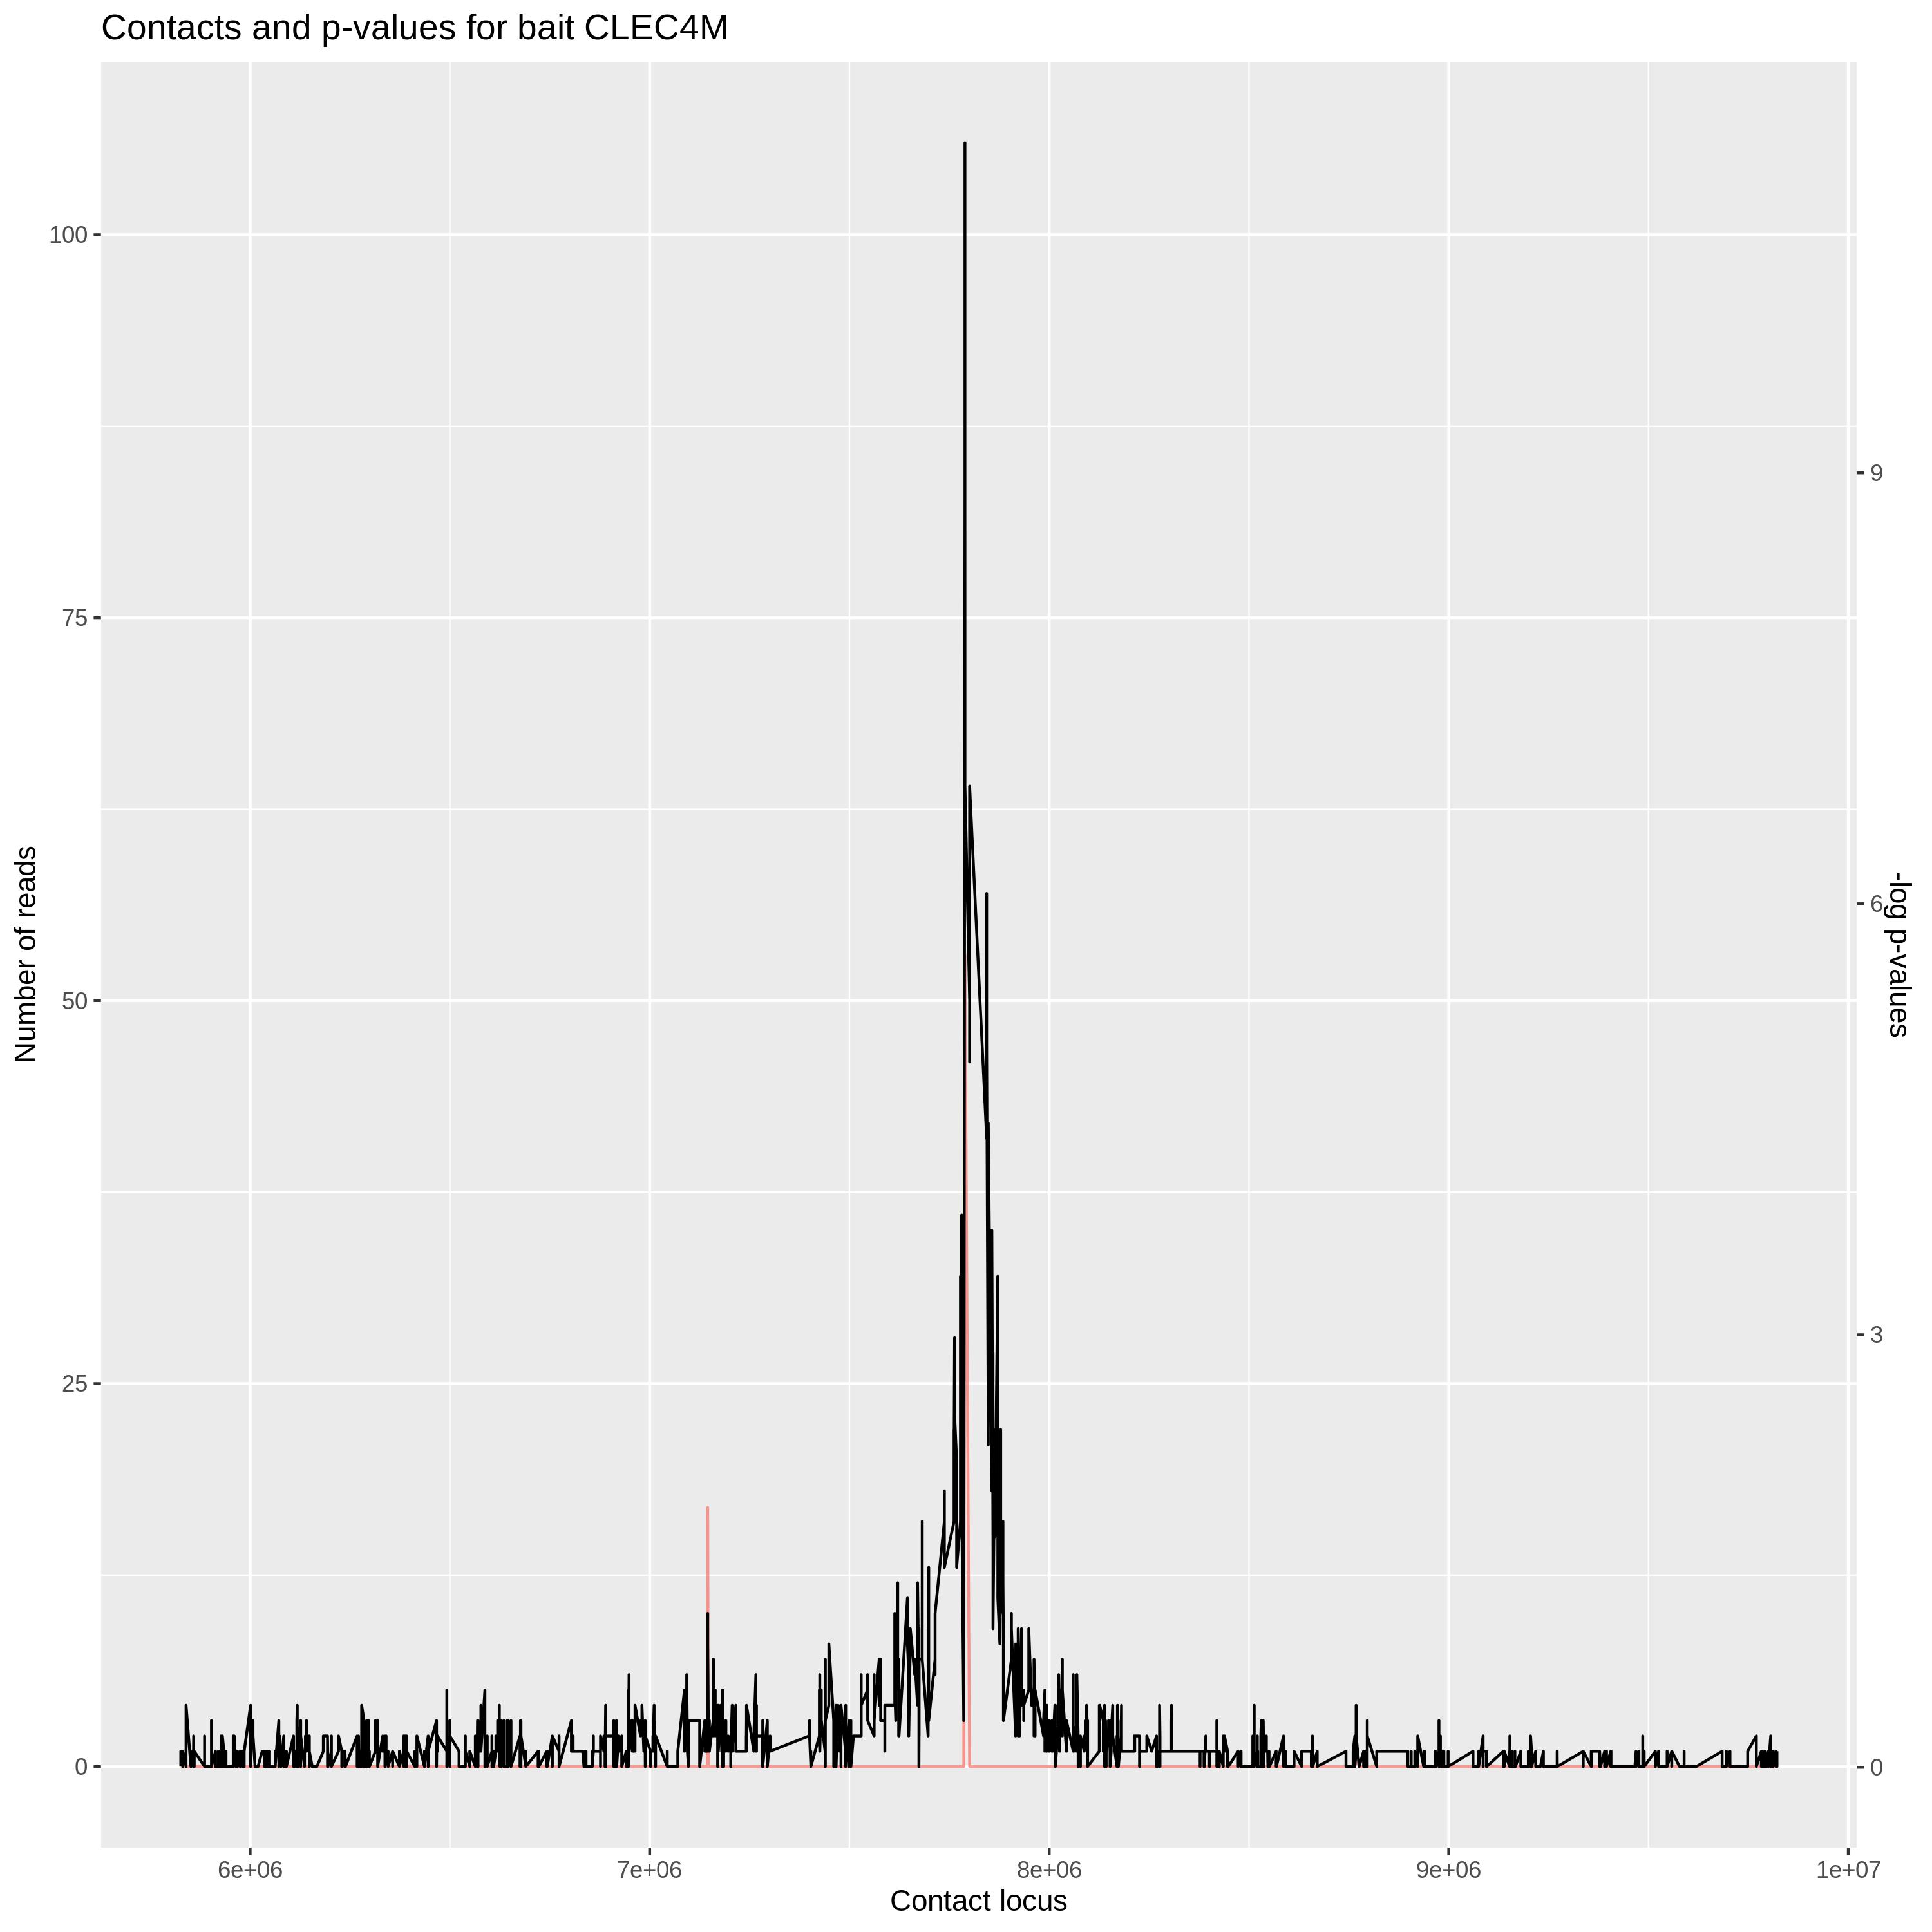 Contacts and p-values for bait CLEC4M
100
75
50
25
0
Number of reads
9
6
3
0
-log p-values
6e+06 7e+06 8e+06 9e+06 1e+07
Contact locus